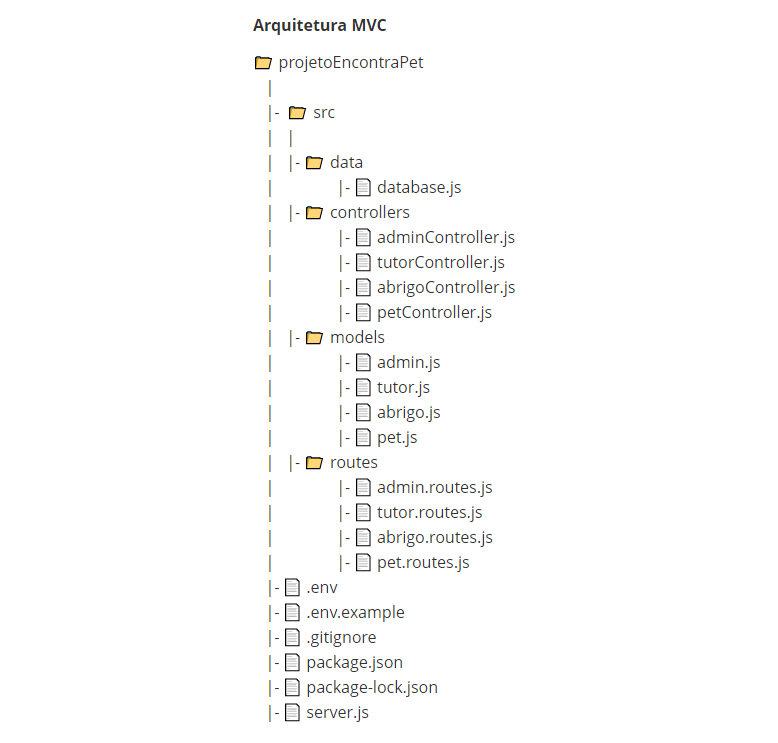 Arquitetura MVC
projetoEncontraPet
|
|- src
| |
| |- data
| |- database.js
| |- controllers
| |- adminController.js
| |- tutorController.js
| |- abrigoController.js
| |- petController.js
| |- models
| |- admin.js
| |- tutor.js
| |- abrigo.js
| |- pet.js
| |- routes
| |- admin.routes.js
| |- tutor.routes.js
| |- abrigo.routes.js
| |- pet.routes.js
|- .env
|- .env.example
|- .gitignore
|- package.json
|- package-lock.json
|- server.js